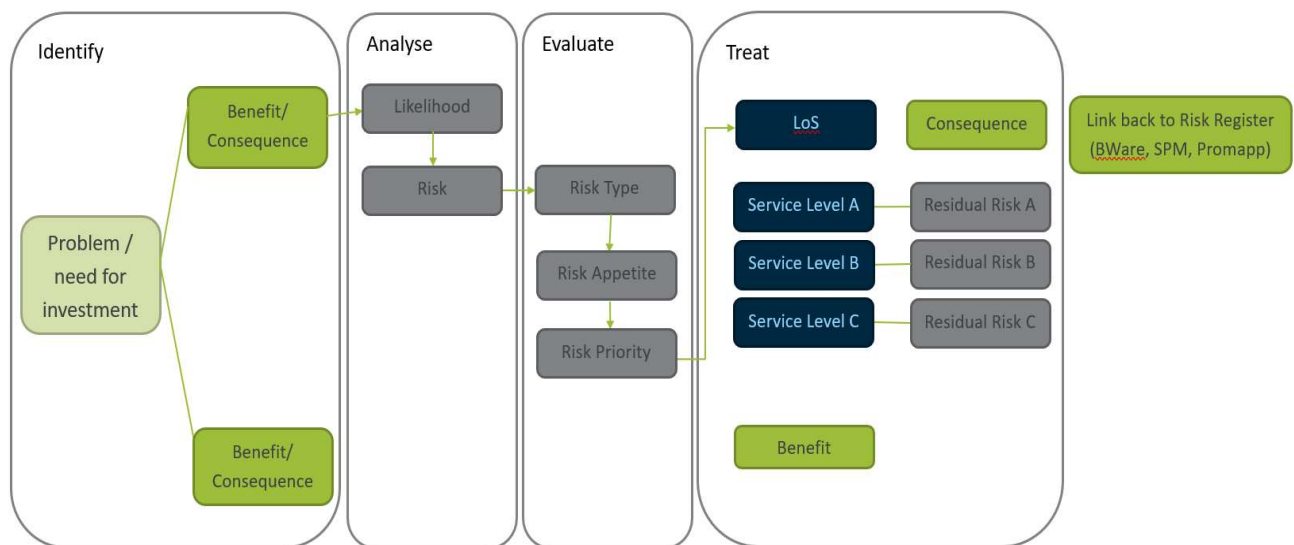 Identify
Benefit/
Consequence
Problem /
need for
investment
Benefit/
Consequence
Analyse
Likelihood
Risk
Evaluate
Risk Type
Risk Appetite
Risk Priority
Treat
LoS
Consequence
Service Level A
Residual Risk A
Service Level B
Residual Risk B
Service Level C
Residual Risk C
Benefit
Link back to Risk Register
(BWare, SPM, Promapp)